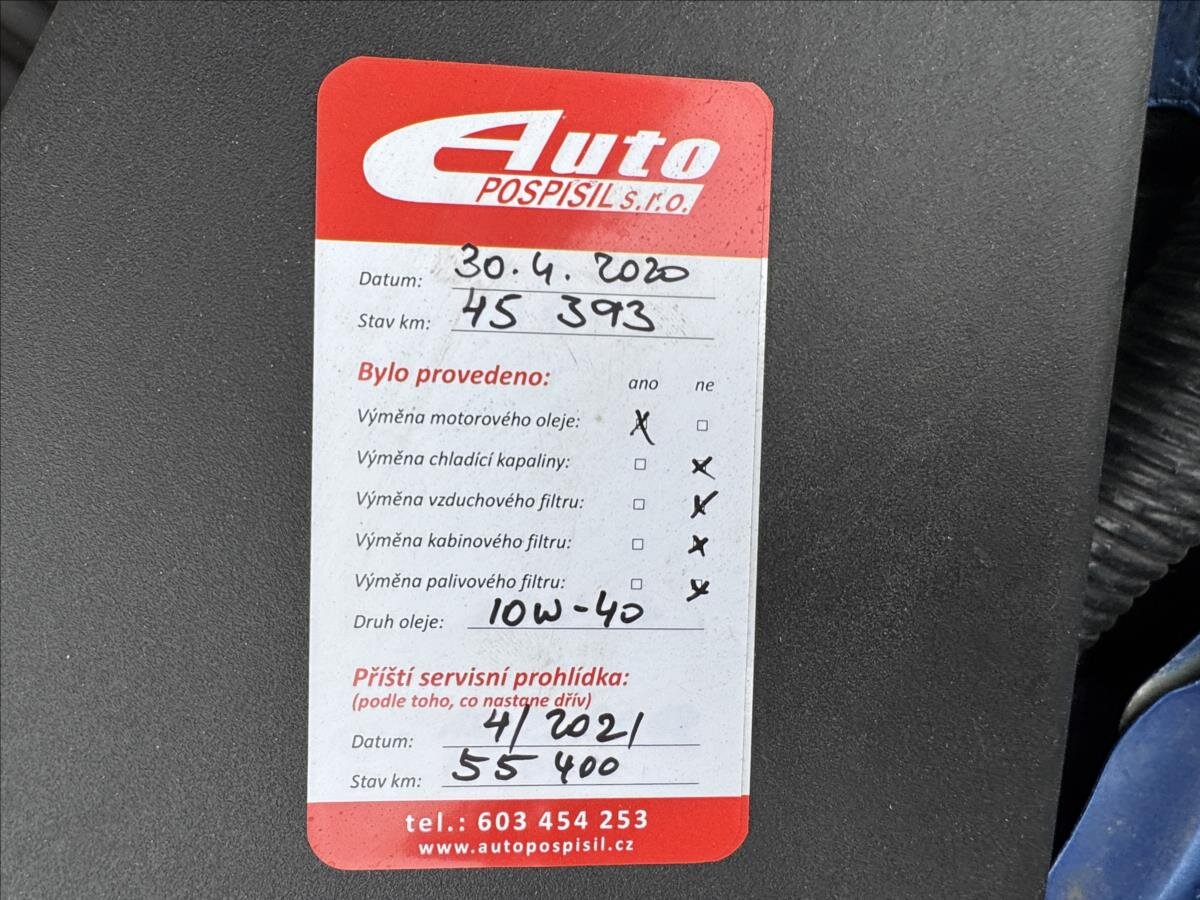 Auto
POSPÍŠIL s.r.o.
Datum: 30.4. 2020
Stav km: 45 393
Bylo provedeno: ano ne
Výměna motorového oleje: X □
Výměna chladící kapaliny: □ X
Výměna vzduchového filtru: □ X
Výměna kabinového filtru: □ X
Výměna palivového filtru: □ X
Druh oleje: 10W-40
Příští servisní prohlídka:
(podle toho, co nastane dřív)
Datum: 4/2021
Stav km: 55 400
tel.: 603 454 253
www.autopospisil.cz